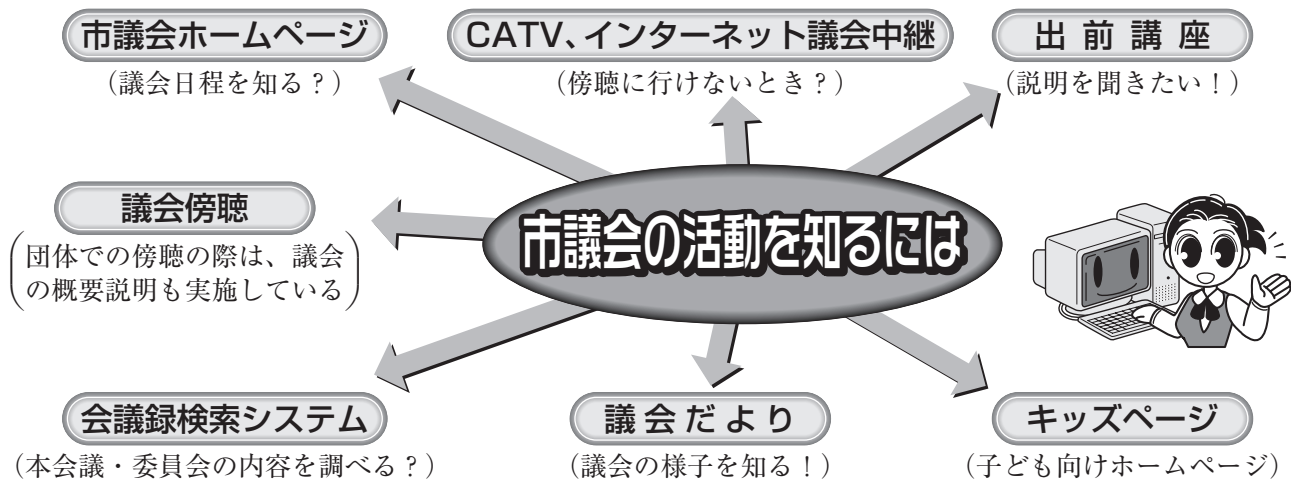 市議会ホームページ
（議会日程を知る？）
CATV、インターネット議会中継
（傍聴に行けないとき？）
出前講座
（説明を聞きたい！）
議会傍聴
（団体での傍聴の際は、議会
の概要説明も実施している）
市議会の活動を知るには
会議録検索システム
（本会議・委員会の内容を調べる？）
議会だより
（議会の様子を知る！）
キッズページ
（子ども向けホームページ）